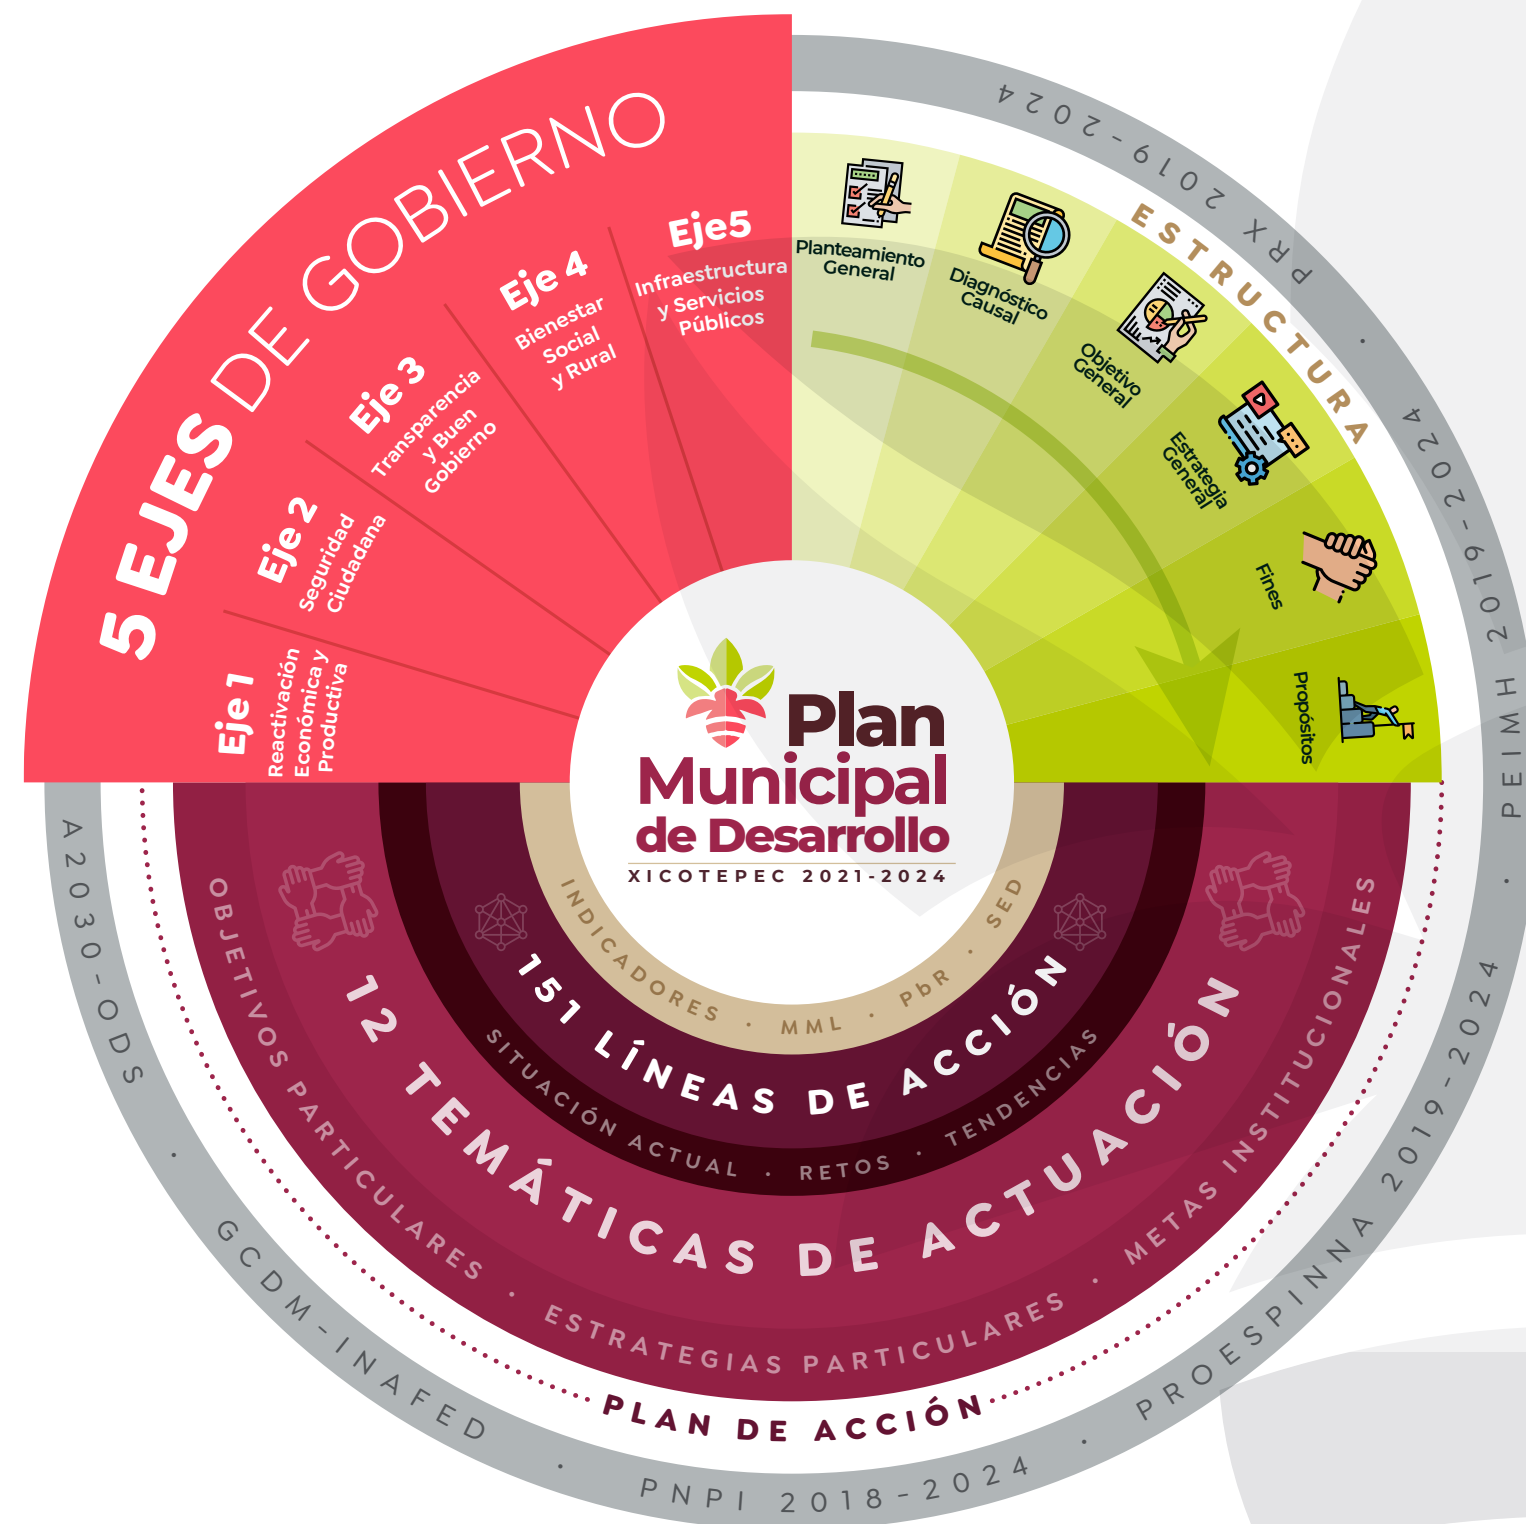 5 EJES DE GOBIERNO
Eje 1
Reactivación
Económica y
Productiva
Eje 2
Seguridad
Ciudadana
Eje 3
Transparencia
y Buen
Gobierno
Eje 4
Bienestar
Social
y Rural
Eje5
Infraestructura
y Servicios
Públicos
ESTRUCTURA
Planteamiento
General
Diagnóstico
Causal
Objetivo
General
Estrategia
General
Fines
Propósitos
Plan
Municipal
de Desarrollo
XICOTEPEC 2021-2024
INDICADORES · MML · PbR · SED
151 LÍNEAS DE ACCIÓN
SITUACIÓN ACTUAL · RETOS · TENDENCIAS
12 TEMÁTICAS DE ACTUACIÓN
OBJETIVOS PARTICULARES · ESTRATEGIAS PARTICULARES · METAS INSTITUCIONALES
PLAN DE ACCIÓN
A2030-ODS · GCDM-INAFED · PNPI 2018-2024 · PROESPINNA 2019-2024 · PEIMH 2019-2024 · PRX 2019-2024